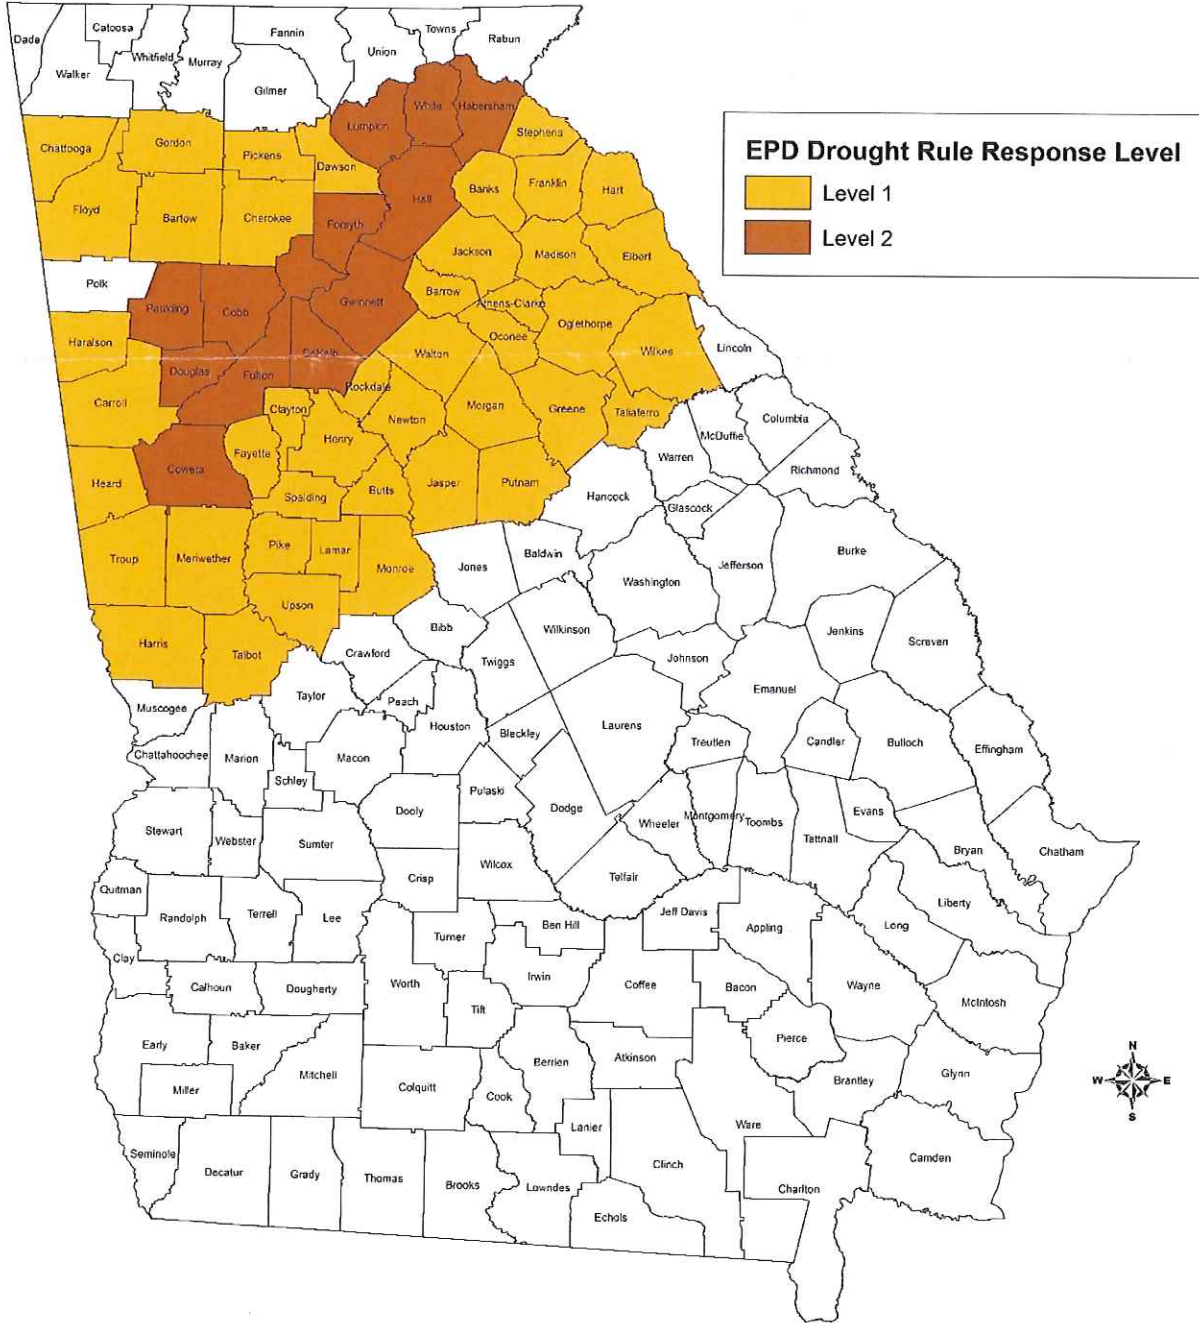 Dade
Catoosa
Fannin
Towns
Rabun
Union
Whitfield
Murray
Walker
Gilmer
White
Habersham
Lumpkin
Stephens
EPD Drought Rule Response Level
Level 1
Level 2
Chattooga
Gordon
Pickens
Dawson
Banks
Franklin
Hart
Hall
Floyd
Bartow
Cherokee
Forsyth
Jackson
Madison
Elbert
Polk
Paulding
Cobb
Gwinnett
Barrow
Athens-Clarke
Oglethorpe
Oconee
Haralson
DeKalb
Walton
Wilkes
Lincoln
Douglas
Fulton
Rockdale
Carroll
Clayton
Newton
Morgan
Greene
Taliaferro
Columbia
McDuffie
Henry
Fayette
Warren
Richmond
Coweta
Heard
Spalding
Butts
Jasper
Putnam
Hancock
Glascock
Troup
Meriwether
Pike
Lamar
Monroe
Jones
Baldwin
Washington
Jefferson
Burke
Upson
Harris
Talbot
Crawford
Bibb
Wilkinson
Twiggs
Johnson
Jenkins
Screven
Taylor
Peach
Emanuel
Muscogee
Houston
Bleckley
Laurens
Treutlen
Candler
Bulloch
Effingham
Chattahoochee
Marion
Macon
Schley
Pulaski
Dooly
Dodge
Wheeler
Montgomery
Toombs
Evans
Tattnall
Stewart
Webster
Sumter
Wilcox
Bryan
Chatham
Crisp
Telfair
Quitman
Randolph
Terrell
Lee
Ben Hill
Jeff Davis
Appling
Long
Liberty
Turner
Clay
Calhoun
Dougherty
Worth
Irwin
Coffee
Bacon
Wayne
McIntosh
Tift
Early
Baker
Mitchell
Berrien
Atkinson
Pierce
Brantley
Glynn
Miller
Colquitt
Cook
Lanier
Ware
Seminole
Decatur
Grady
Thomas
Brooks
Lowndes
Clinch
Charlton
Camden
Echols
N
W
E
S